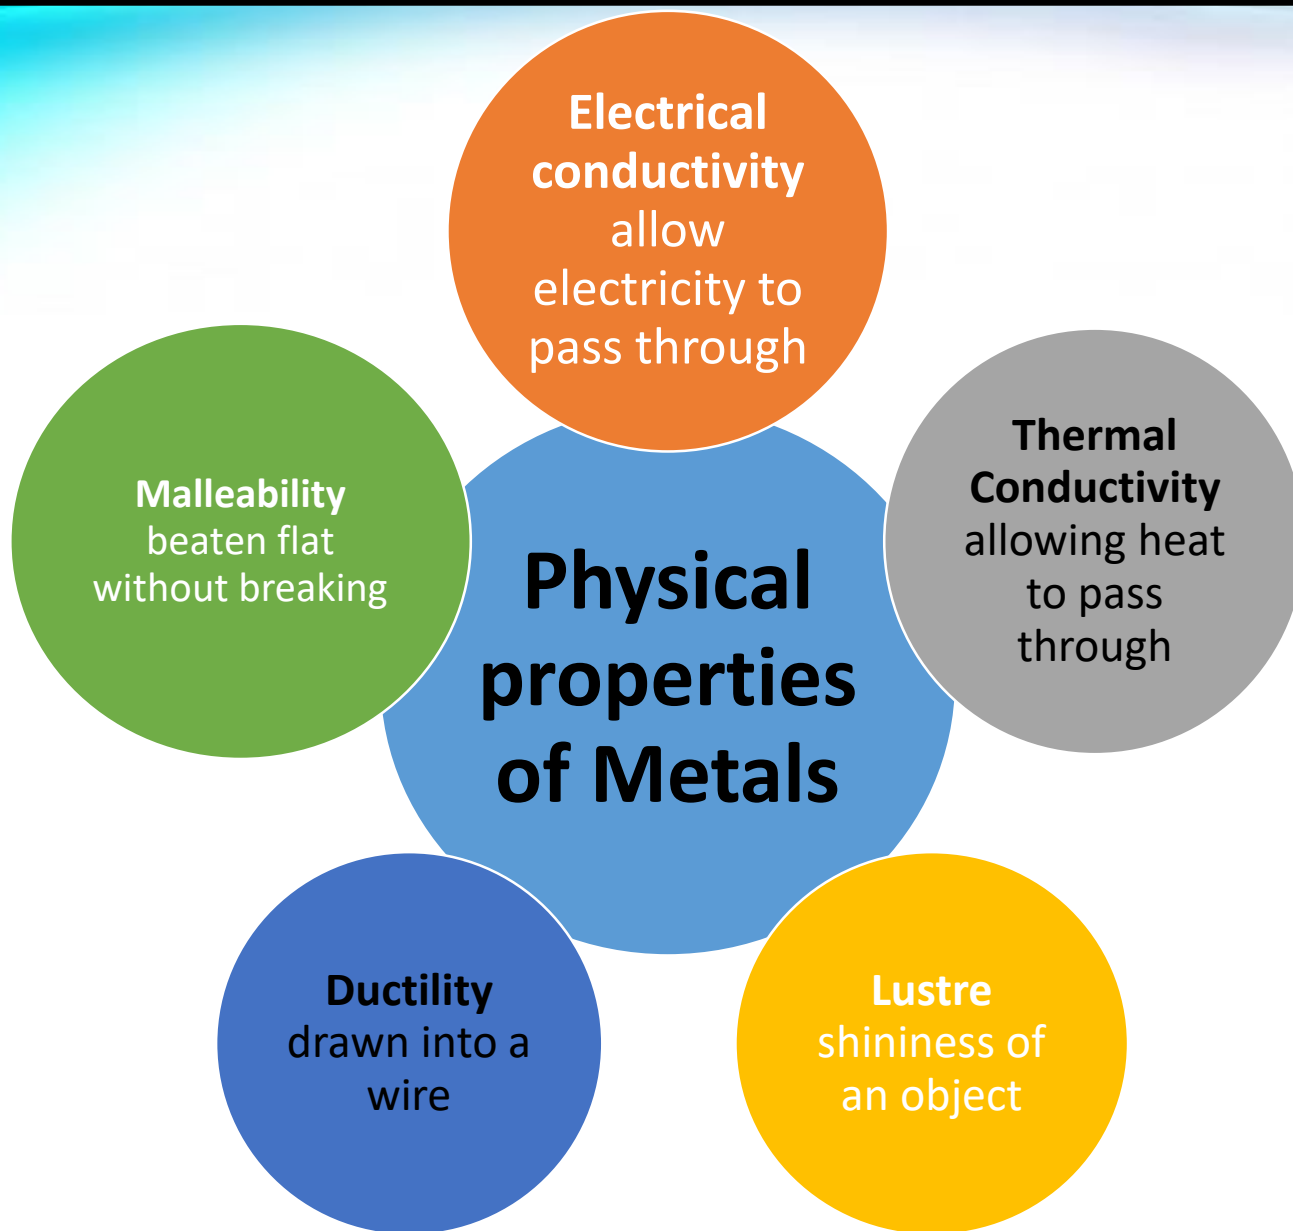 Electrical
conductivity
allow
electricity to
pass through
Malleability
beaten flat
without breaking
Thermal
Conductivity
allowing heat
to pass
through
Physical
properties
of Metals
Ductility
drawn into a
wire
Lustre
shininess of
an object